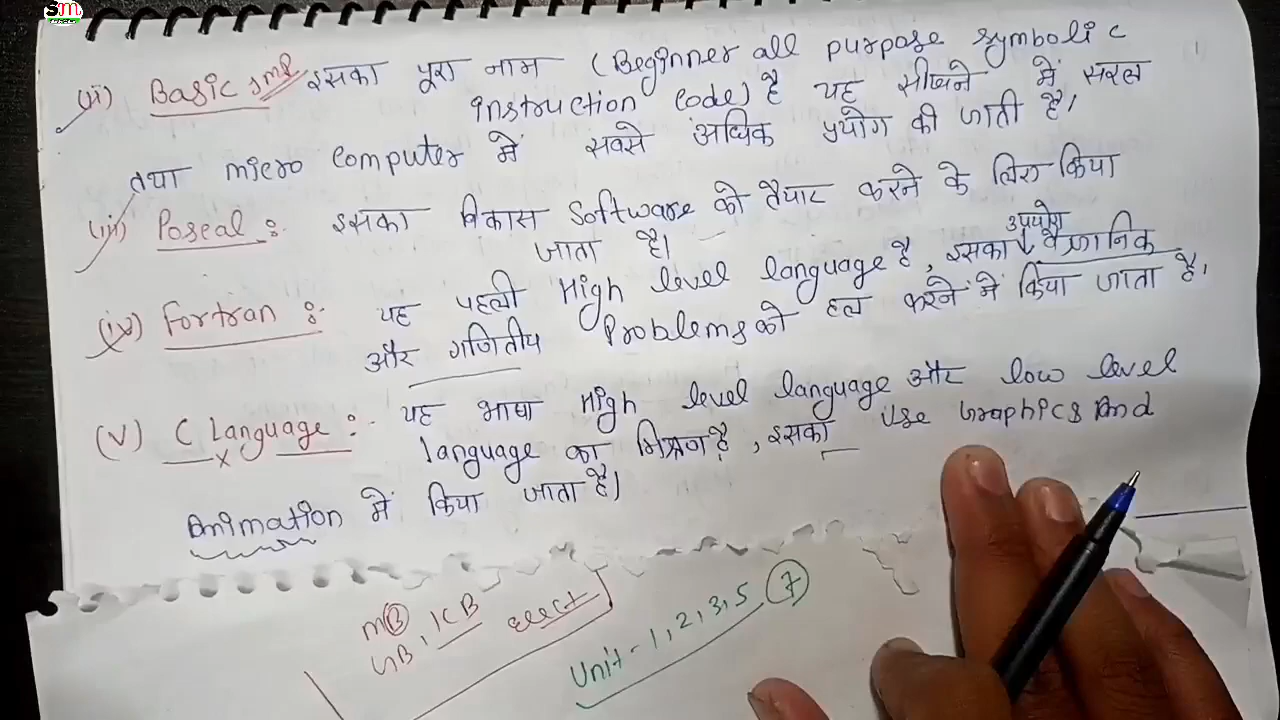 SM
(ii) Basic Imp इसका पूरा नाम (Beginner all purpose symbolic
instruction Code) है यह सीखने में सरल
तथा micro Computer में सबसे अधिक प्रयोग की जाती है।
(iii) Poscal :- इसका विकास Software को तैयार करने के लिए किया
जाता है।
(iv) Fortran :- यह पहली High level language है, इसका उपयोग वैज्ञानिक
और गणितीय Problems को हल करने में किया जाता है।
(v) C Language :- यह भाषा High level language और low level
language का मिश्रण है, इसका Use Graphics And
Animation में किया जाता है।
MB
GB, KB
Unit - 1, 2, 3, 5, 7